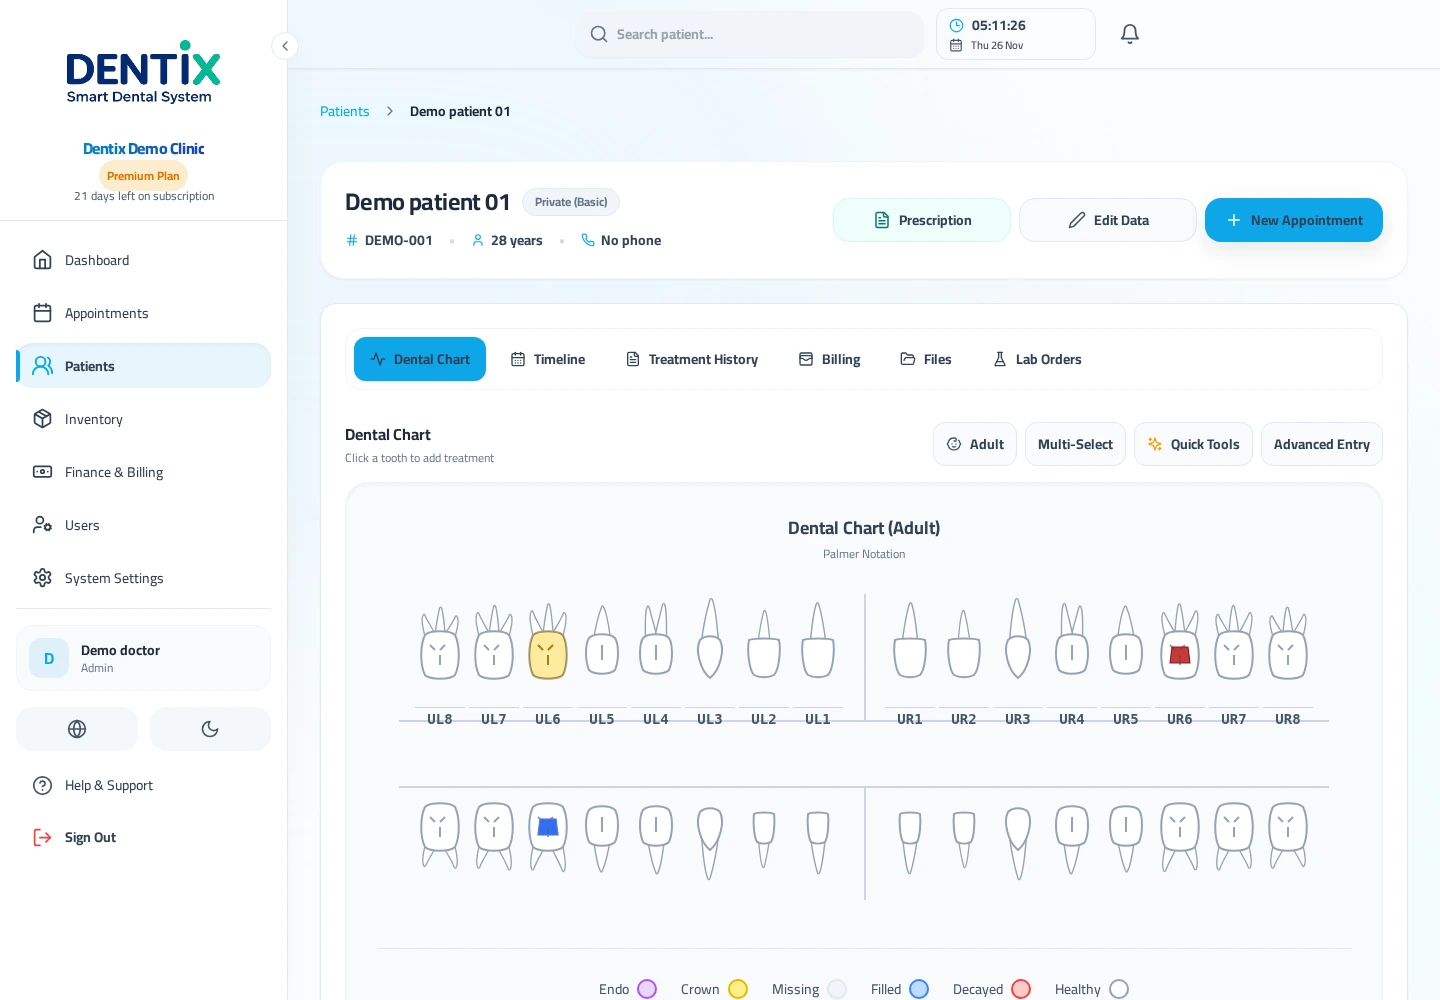 DENTiX
Smart Dental System
Dentix Demo Clinic
Premium Plan
21 days left on subscription
Dashboard
Appointments
Patients
Inventory
Finance & Billing
Users
System Settings
D
Demo doctor
Admin
Help & Support
Sign Out
Search patient...
05:11:26
Thu 26 Nov
Patients
Demo patient 01
Demo patient 01
Private (Basic)
DEMO-001
28 years
No phone
Prescription
Edit Data
New Appointment
Dental Chart
Timeline
Treatment History
Billing
Files
Lab Orders
Dental Chart
Click a tooth to add treatment
Adult
Multi-Select
Quick Tools
Advanced Entry
Dental Chart (Adult)
Palmer Notation
UL8 UL7 UL6 UL5 UL4 UL3 UL2 UL1 UR1 UR2 UR3 UR4 UR5 UR6 UR7 UR8
Endo Crown Missing Filled Decayed Healthy